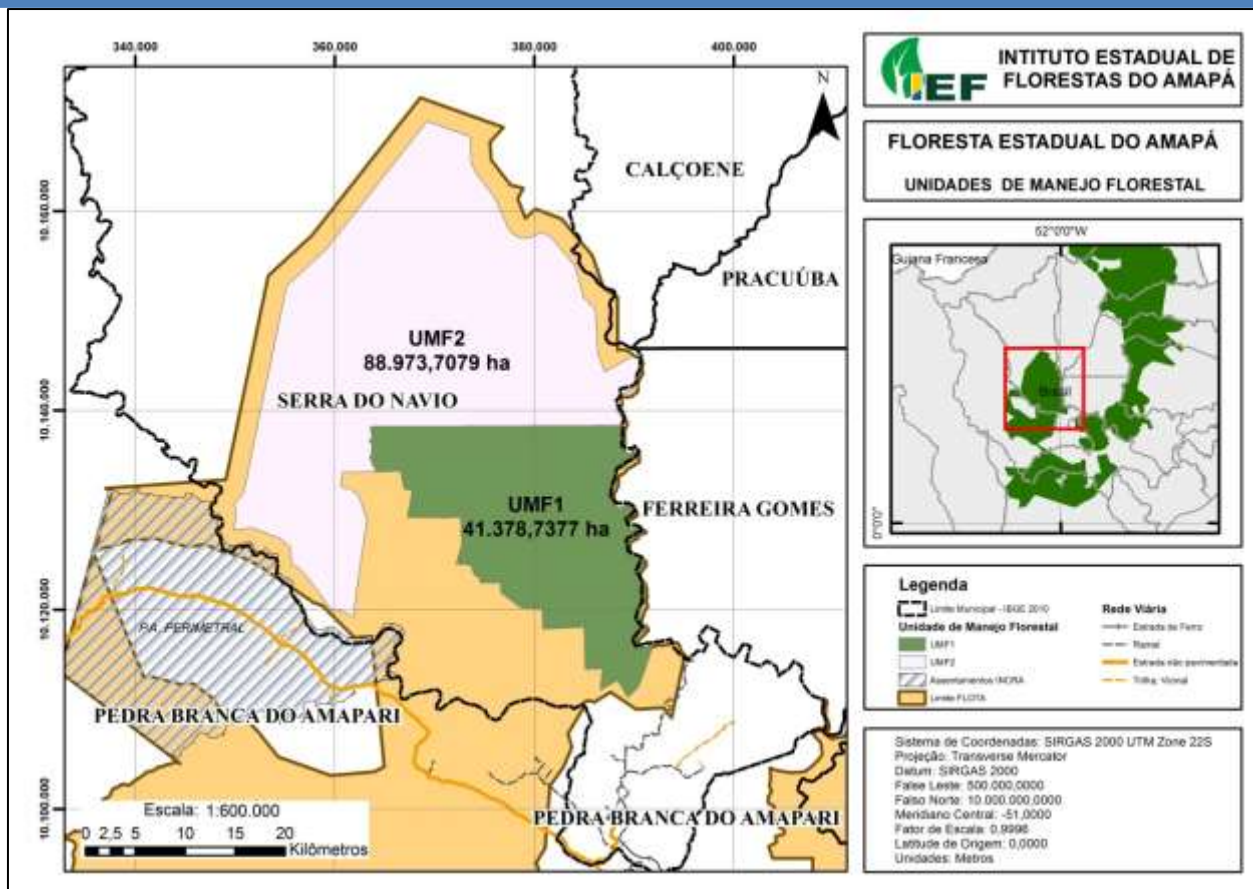 340.000
360.000
380.000
400.000
10.160.000
10.140.000
10.120.000
10.100.000
N
CALÇOENE
PRACUÚBA
UMF2
88.973,7079 ha
SERRA DO NAVIO
UMF1
41.378,7377 ha
FERREIRA GOMES
P.A. PERIMETRAL
PEDRA BRANCA DO AMAPARI
PEDRA BRANCA DO AMAPARI
Escala: 1:600.000
0 2,5 5 10 15 20
Kilômetros
IEF
INTITUTO ESTADUAL DE
FLORESTAS DO AMAPÁ
FLORESTA ESTADUAL DO AMAPÁ
UNIDADES DE MANEJO FLORESTAL
52°0'0"W
Guiana Francesa
Brasil
0°0'0"
Legenda
Limite Municipal - IBGE 2010
Unidade de Manejo Florestal
UMF1
UMF2
Assentamentos INCRA
Limite FLOTA
Rede Viária
Estrada de Ferro
Ramal
Estrada não pavimentada
Trilha, Vicinal
Sistema de Coordenadas: SIRGAS 2000 UTM Zone 22S
Projeção: Transverse Mercator
Datum: SIRGAS 2000
False Leste: 500.000,0000
Falso Norte: 10.000.000,0000
Meridiano Central: -51,0000
Fator de Escala: 0,9996
Latitude de Origem: 0,0000
Unidades: Metros